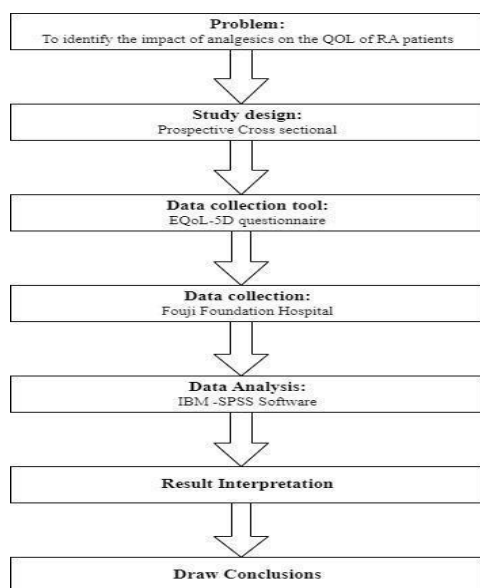 Problem:
To identify the impact of analgesics on the QOL of RA patients
Study design:
Prospective Cross sectional
Data collection tool:
EQoL-5D questionnaire
Data collection:
Fouji Foundation Hospital
Data Analysis:
IBM -SPSS Software
Result Interpretation
Draw Conclusions